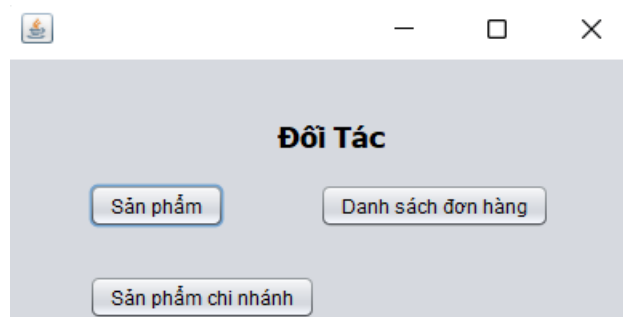 Đối Tác
Sản phẩm
Danh sách đơn hàng
Sản phẩm chi nhánh